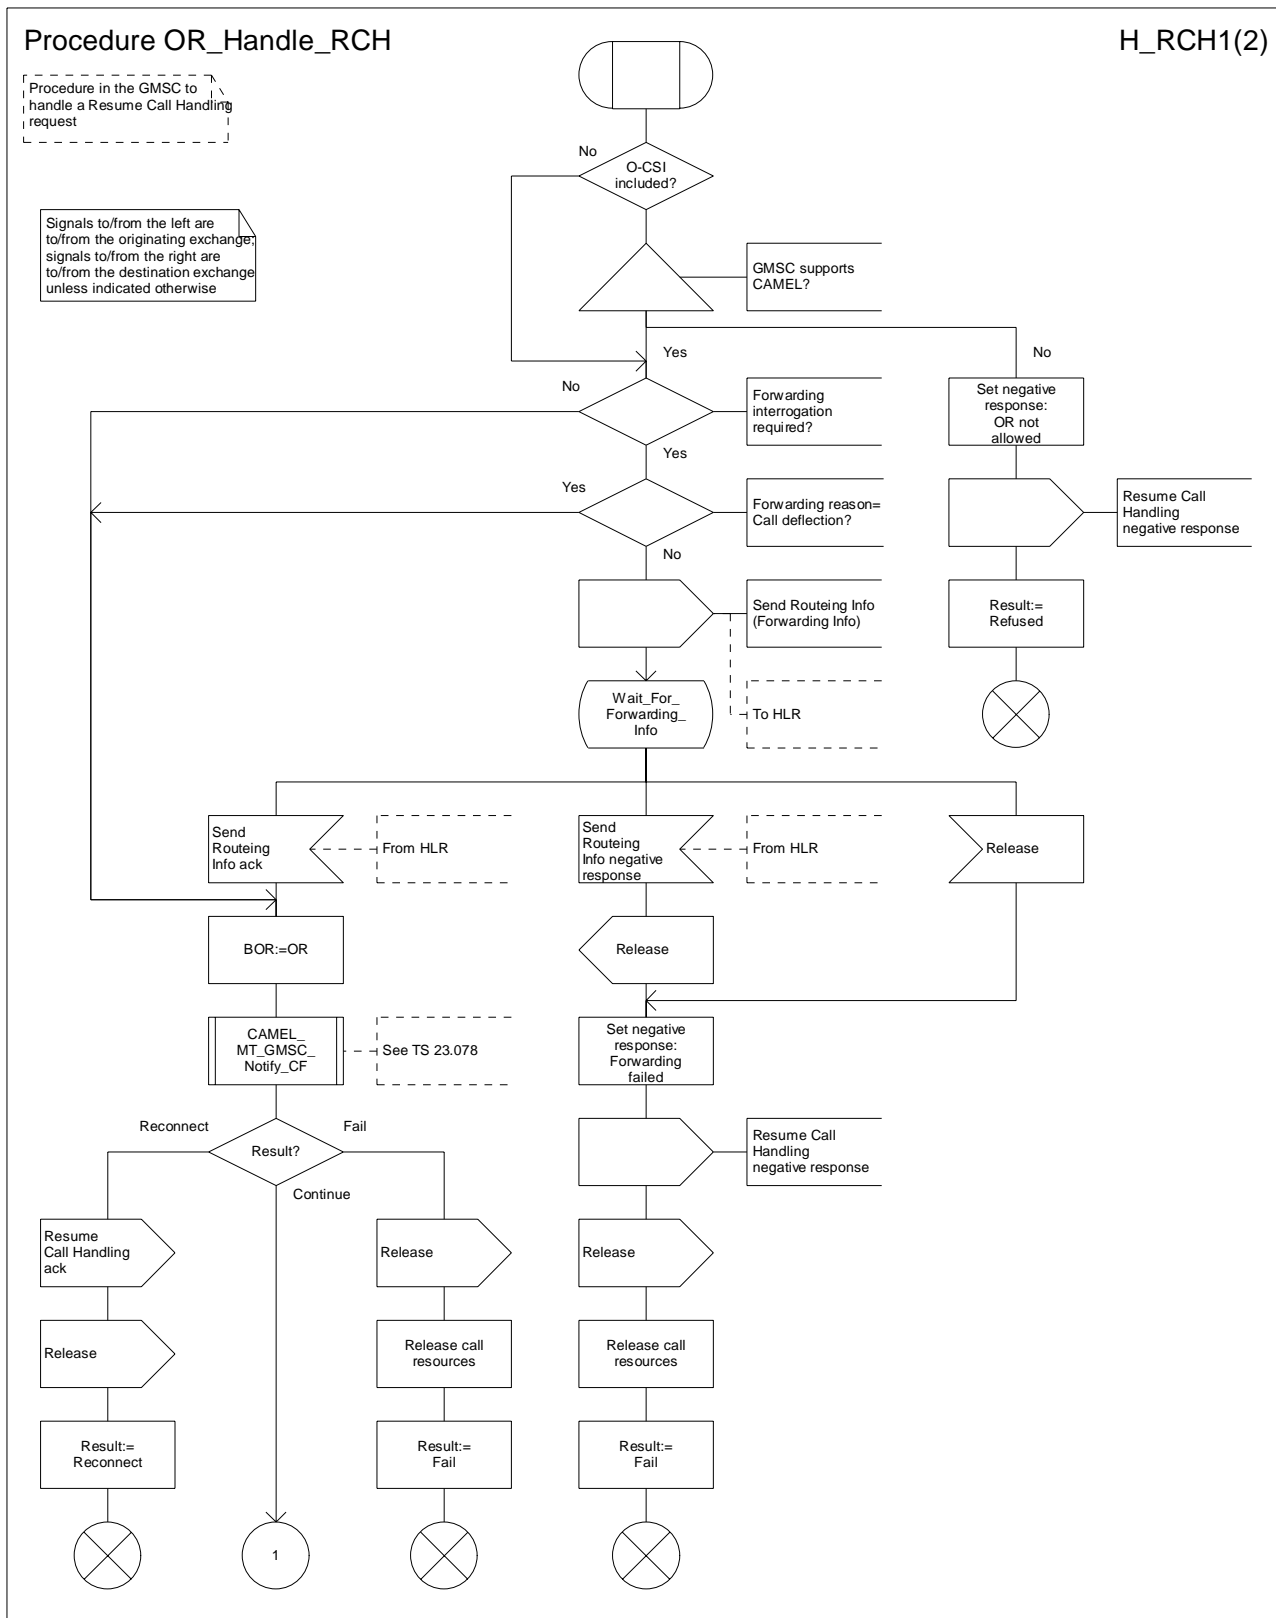 Procedure OR_Handle_RCH
H_RCH1(2)
Procedure in the GMSC to
handle a Resume Call Handling
request
Signals to/from the left are
to/from the originating exchange;
signals to/from the right are
to/from the destination exchange
unless indicated otherwise
No
O-CSI
included?
GMSC supports
CAMEL?
Yes
No
No
Forwarding
interrogation
required?
Set negative
response:
OR not
allowed
Yes
Yes
Forwarding reason=
Call deflection?
Resume Call
Handling
negative response
No
Send Routeing Info
(Forwarding Info)
Result:=
Refused
Wait_For_
Forwarding_
Info
To HLR
Send
Routeing
Info ack
From HLR
Send
Routeing
Info negative
response
From HLR
Release
BOR:=OR
Release
CAMEL_
MT_GMSC_
Notify_CF
See TS 23.078
Set negative
response:
Forwarding
failed
Reconnect
Result?
Fail
Continue
Resume Call
Handling
negative response
Resume
Call Handling
ack
Release
Release
Release
Release call
resources
Release call
resources
Result:=
Reconnect
Result:=
Fail
Result:=
Fail
1